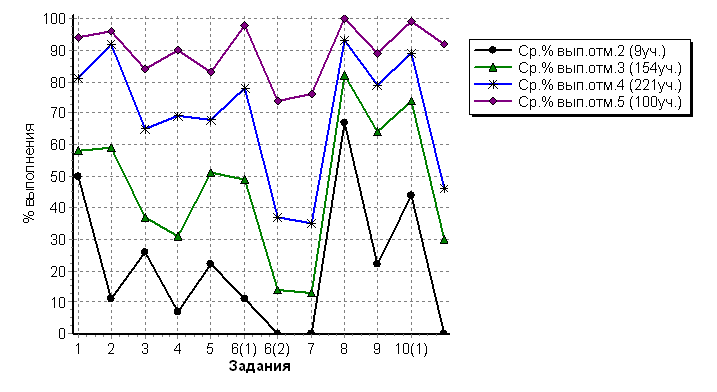 100
90
80
70
60
50
40
30
20
10
0
% выполнения
1 2 3 4 5 6(1) 6(2) 7 8 9 10(1)
Задания
Ср.% вып.отм.2 (9уч.)
Ср.% вып.отм.3 (154уч.)
Ср.% вып.отм.4 (221уч.)
Ср.% вып.отм.5 (100уч.)